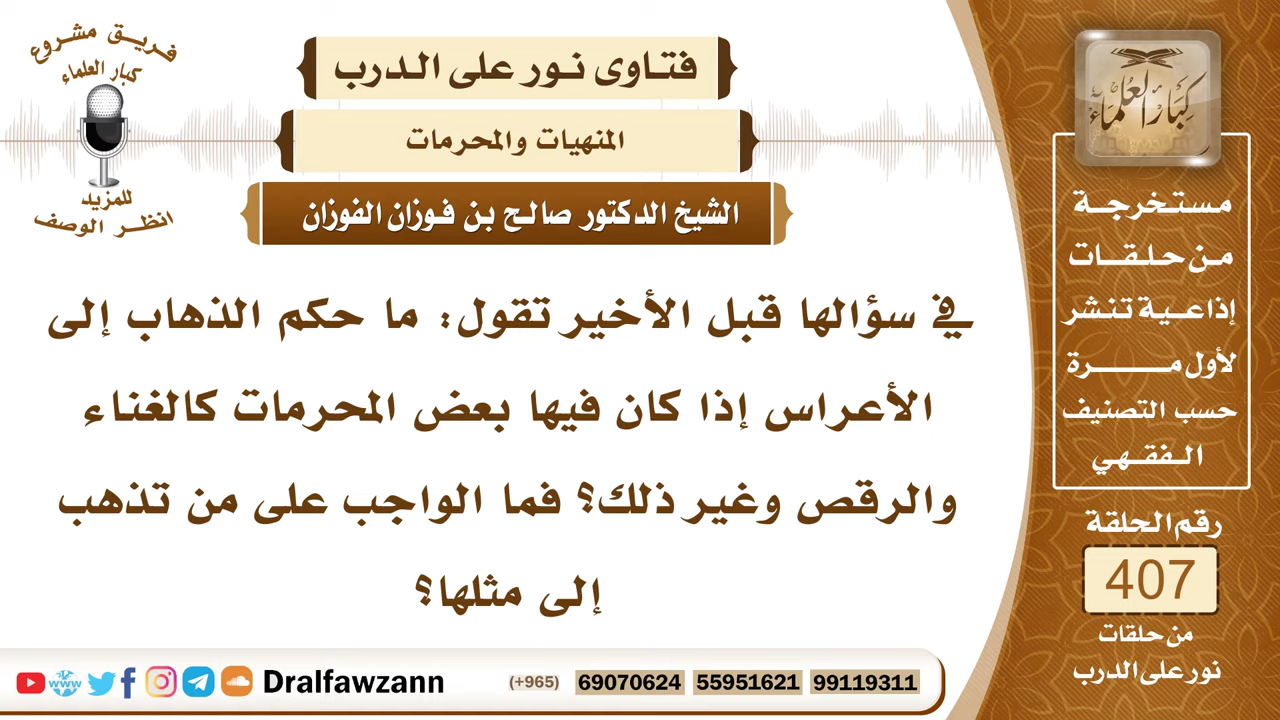 فريق مشروع
كبار العلماء
للمزيد
انظر الوصف
فتاوى نور على الدرب
المنهيات والمحرمات
الشيخ الدكتور صالح بن فوزان الفوزان
في سؤالها قبل الأخير تقول: ما حكم الذهاب إلى
الأعراس إذا كان فيها بعض المحرمات كالغناء
والرقص وغير ذلك؟ فما الواجب على من تذهب
إلى مثلها؟
كبار العلماء
مستخرجة
من حلقات
إذاعية تنشر
لأول مرة
حسب التصنيف
الفقهي
رقم الحلقة
407
من حلقات
نور على الدرب
www Dralfawzann (+965) 69070624 55951621 99119311